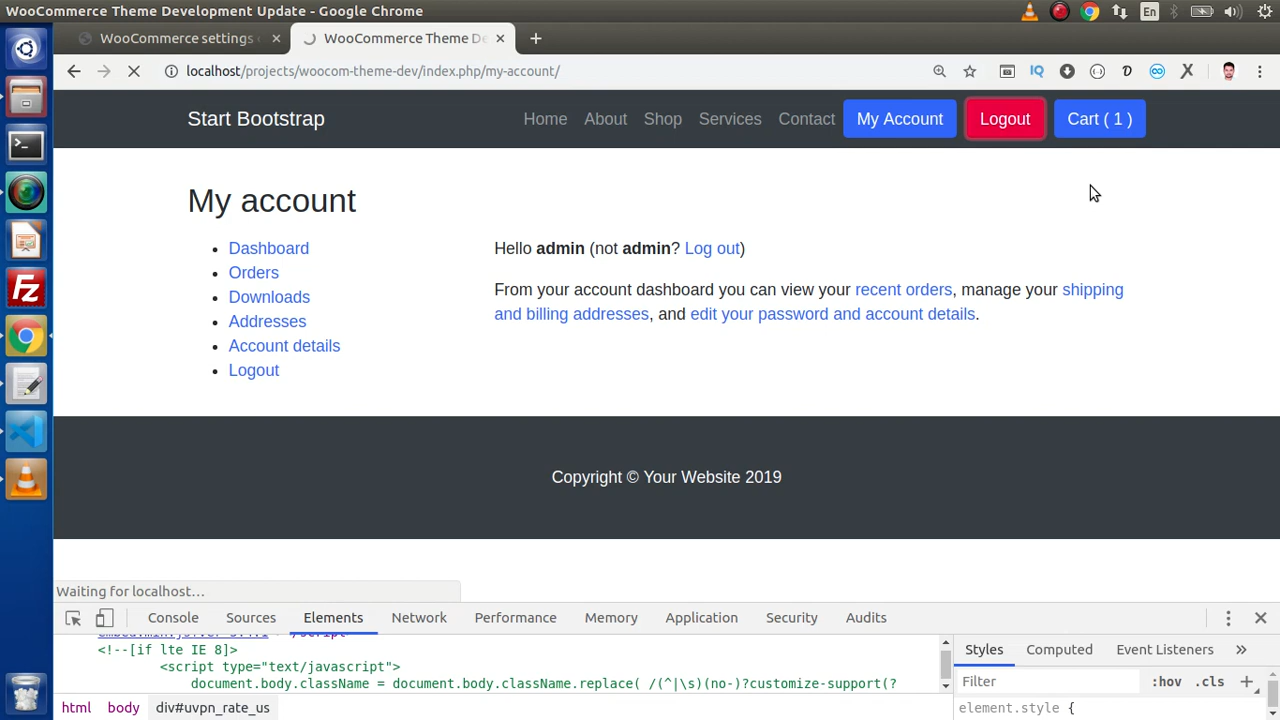 WooCommerce Theme Development Update - Google Chrome
En
WooCommerce settings
WooCommerce Theme De
localhost/projects/woocom-theme-dev/index.php/my-account/
IQ
Start Bootstrap
Home About Shop Services Contact My Account Logout Cart ( 1 )
My account
Dashboard
Orders
Downloads
Addresses
Account details
Logout
Hello admin (not admin? Log out)
From your account dashboard you can view your recent orders, manage your shipping
and billing addresses, and edit your password and account details.
Copyright © Your Website 2019
Waiting for localhost…
Console Sources Elements Network Performance Memory Application Security Audits
<!--[if lte IE 8]>
<script type="text/javascript">
document.body.className = document.body.className.replace( /(^|\s)(no-)?customize-support(?
html body div#uvpn_rate_us
Styles Computed Event Listeners »
Filter :hov .cls +
element.style {